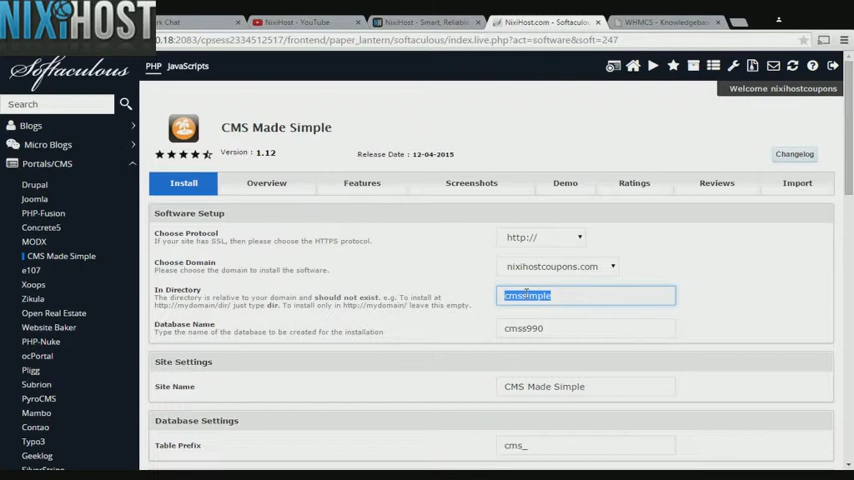 NIXIHOST
rk Chat
NixiHost - YouTube
NixiHost - Smart, Reliabl
NixiHost.com - Softaculou
WHMCS - Knowledgeba
.18:2083/cpsess2334512517/frontend/paper_lantern/softaculous/index.live.php?act=software&soft=247
Softaculous
PHP JavaScripts
Welcome nixihostcoupons
Search
Blogs
Micro Blogs
Portals/CMS
Drupal
Joomla
PHP-Fusion
Concrete5
MODX
CMS Made Simple
e107
Xoops
Zikula
Open Real Estate
Website Baker
PHP-Nuke
ocPortal
Pligg
Subrion
PyroCMS
Mambo
Contao
Typo3
Geeklog
SilverStripe
CMS Made Simple
Version : 1.12
Release Date : 12-04-2015
Changelog
Install
Overview
Features
Screenshots
Demo
Ratings
Reviews
Import
Software Setup
Choose Protocol
If your site has SSL, then please choose the HTTPS protocol.
http://
Choose Domain
Please choose the domain to install the software.
nixihostcoupons.com
In Directory
The directory is relative to your domain and should not exist. e.g. To install at
http://mydomain/dir/ just type dir. To install only in http://mydomain/ leave this empty.
cmssimple
Database Name
Type the name of the database to be created for the installation
cmss990
Site Settings
Site Name
CMS Made Simple
Database Settings
Table Prefix
cms_